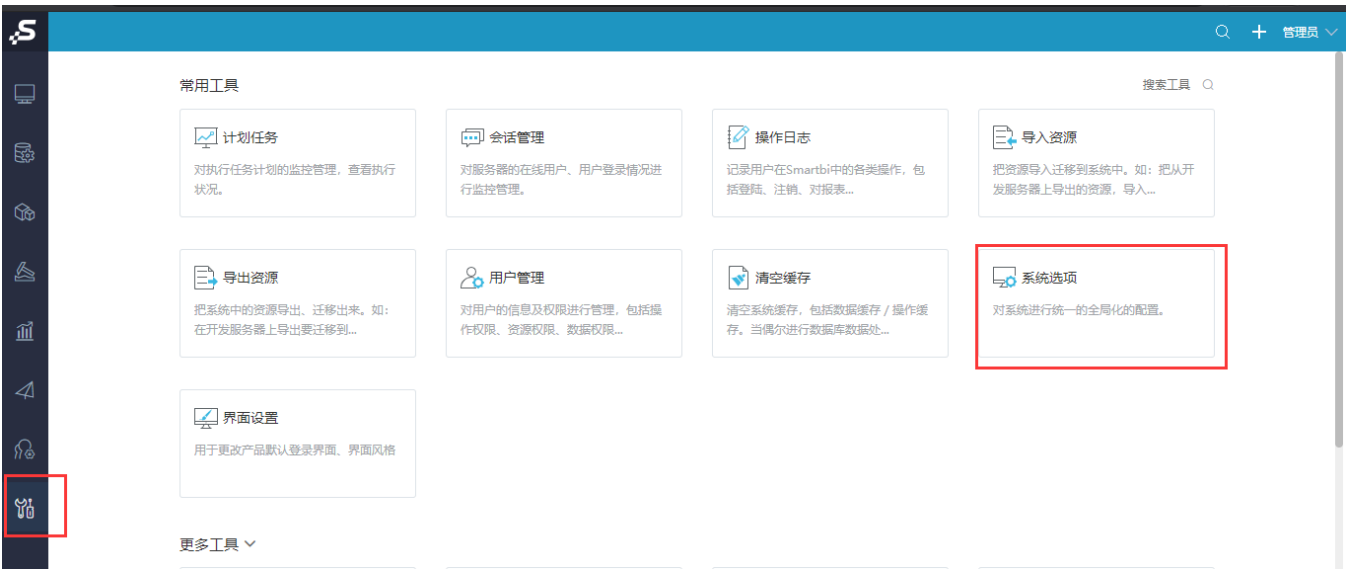 管理员
常用工具
搜索工具
计划任务
对执行任务计划的监控管理，查看执行
状况。
会话管理
对服务器的在线用户、用户登录情况进
行监控管理。
操作日志
记录用户在Smartbi中的各类操作，包
括登陆、注销、对报表...
导入资源
把资源导入迁移到系统中。如：把从开
发服务器上导出的资源，导入...
导出资源
把系统中的资源导出、迁移出来。如：
在开发服务器上导出要迁移到...
用户管理
对用户的信息及权限进行管理，包括操
作权限、资源权限、数据权限...
清空缓存
清空系统缓存，包括数据缓存 / 操作缓
存。当偶尔进行数据库数据处...
系统选项
对系统进行统一的全局化的配置。
界面设置
用于更改产品默认登录界面、界面风格
更多工具